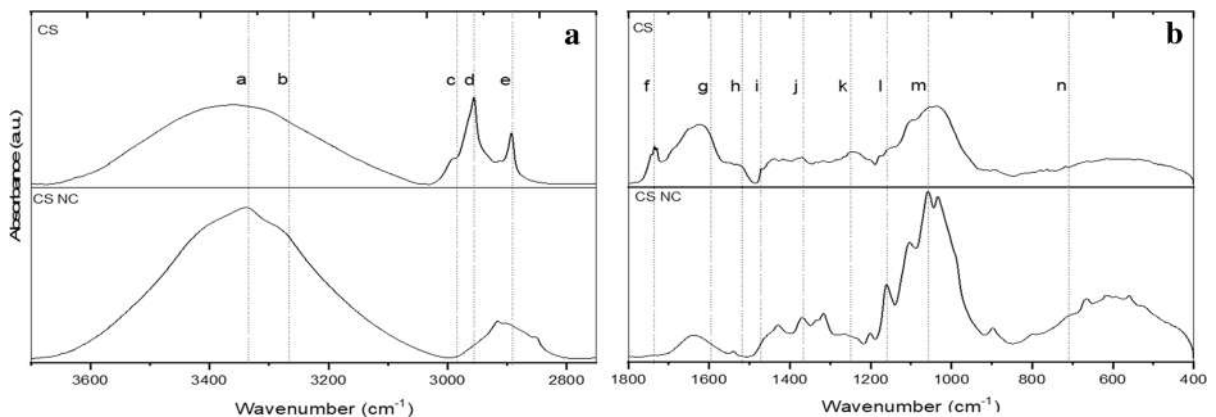 CS
a
a
b
c
d
e
CS NC
Absorbance (a.u.)
3600
3400
3200
3000
2800
Wavenumber (cm⁻¹)
CS
b
f
g
h
i
j
k
l
m
n
CS NC
1800
1600
1400
1200
1000
800
600
400
Wavenumber (cm⁻¹)